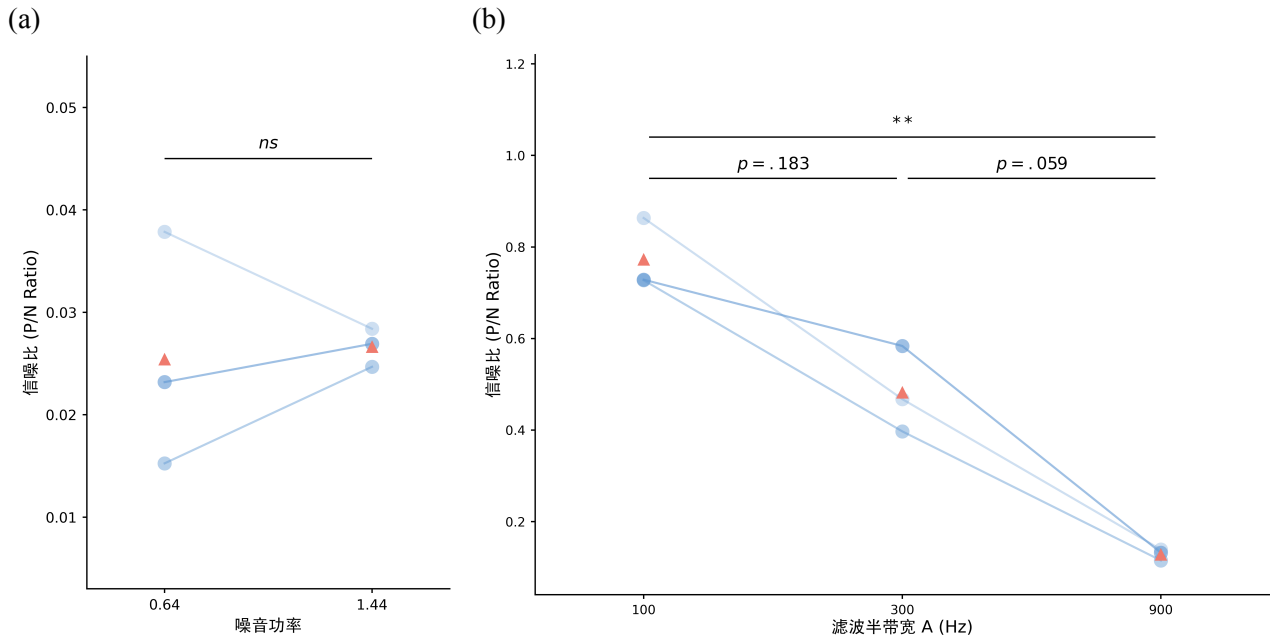 (a)
0.05
0.04
0.03
0.02
0.01
信噪比 (P/N Ratio)
ns
0.64
1.44
噪音功率
(b)
1.2
1.0
0.8
0.6
0.4
0.2
信噪比 (P/N Ratio)
**
p = .183
p = .059
100
300
900
滤波半带宽 A (Hz)